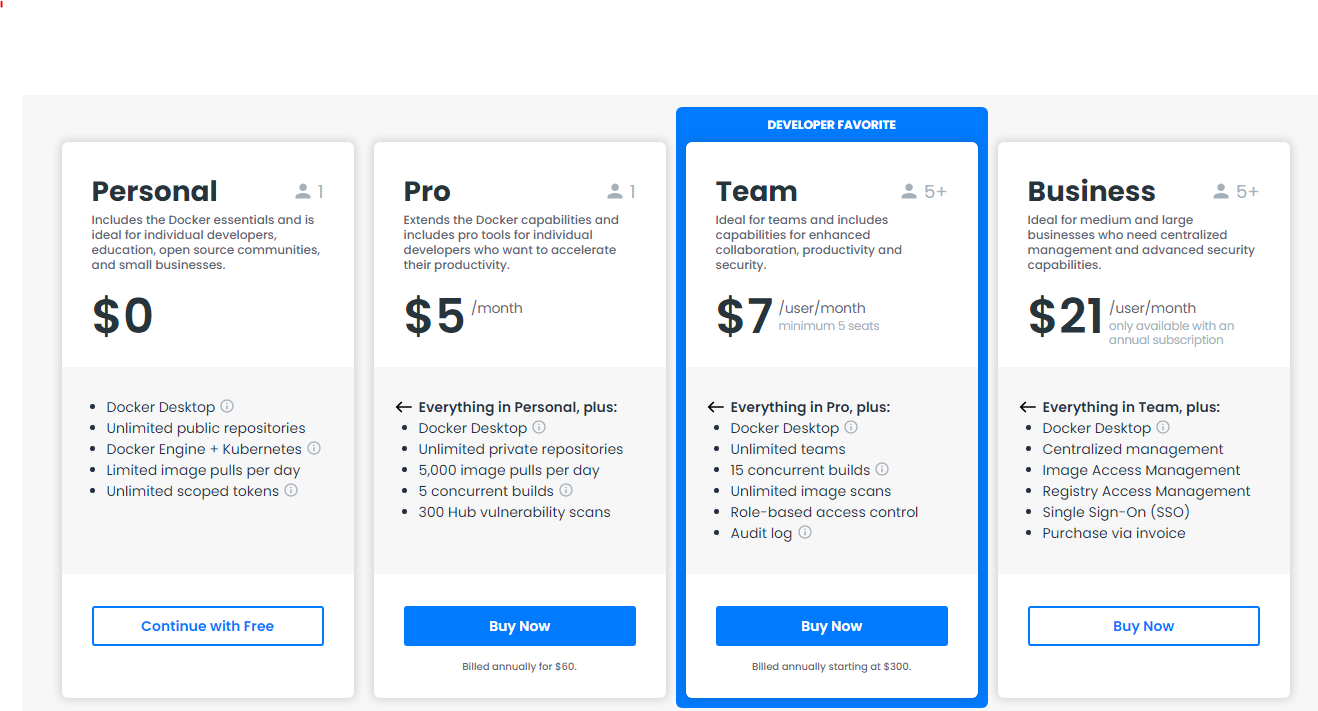 DEVELOPER FAVORITE
Personal
1
Includes the Docker essentials and is
ideal for individual developers,
education, open source communities,
and small businesses.
$0
Docker Desktop
Unlimited public repositories
Docker Engine + Kubernetes
Limited image pulls per day
Unlimited scoped tokens
Continue with Free
Pro
1
Extends the Docker capabilities and
includes pro tools for individual
developers who want to accelerate
their productivity.
$5 /month
Everything in Personal, plus:
Docker Desktop
Unlimited private repositories
5,000 image pulls per day
5 concurrent builds
300 Hub vulnerability scans
Buy Now
Billed annually for $60.
Team
5+
Ideal for teams and includes
capabilities for enhanced
collaboration, productivity and
security.
$7 /user/month
minimum 5 seats
Everything in Pro, plus:
Docker Desktop
Unlimited teams
15 concurrent builds
Unlimited image scans
Role-based access control
Audit log
Buy Now
Billed annually starting at $300.
Business
5+
Ideal for medium and large
businesses who need centralized
management and advanced security
capabilities.
$21 /user/month
only available with an
annual subscription
Everything in Team, plus:
Docker Desktop
Centralized management
Image Access Management
Registry Access Management
Single Sign-On (SSO)
Purchase via invoice
Buy Now